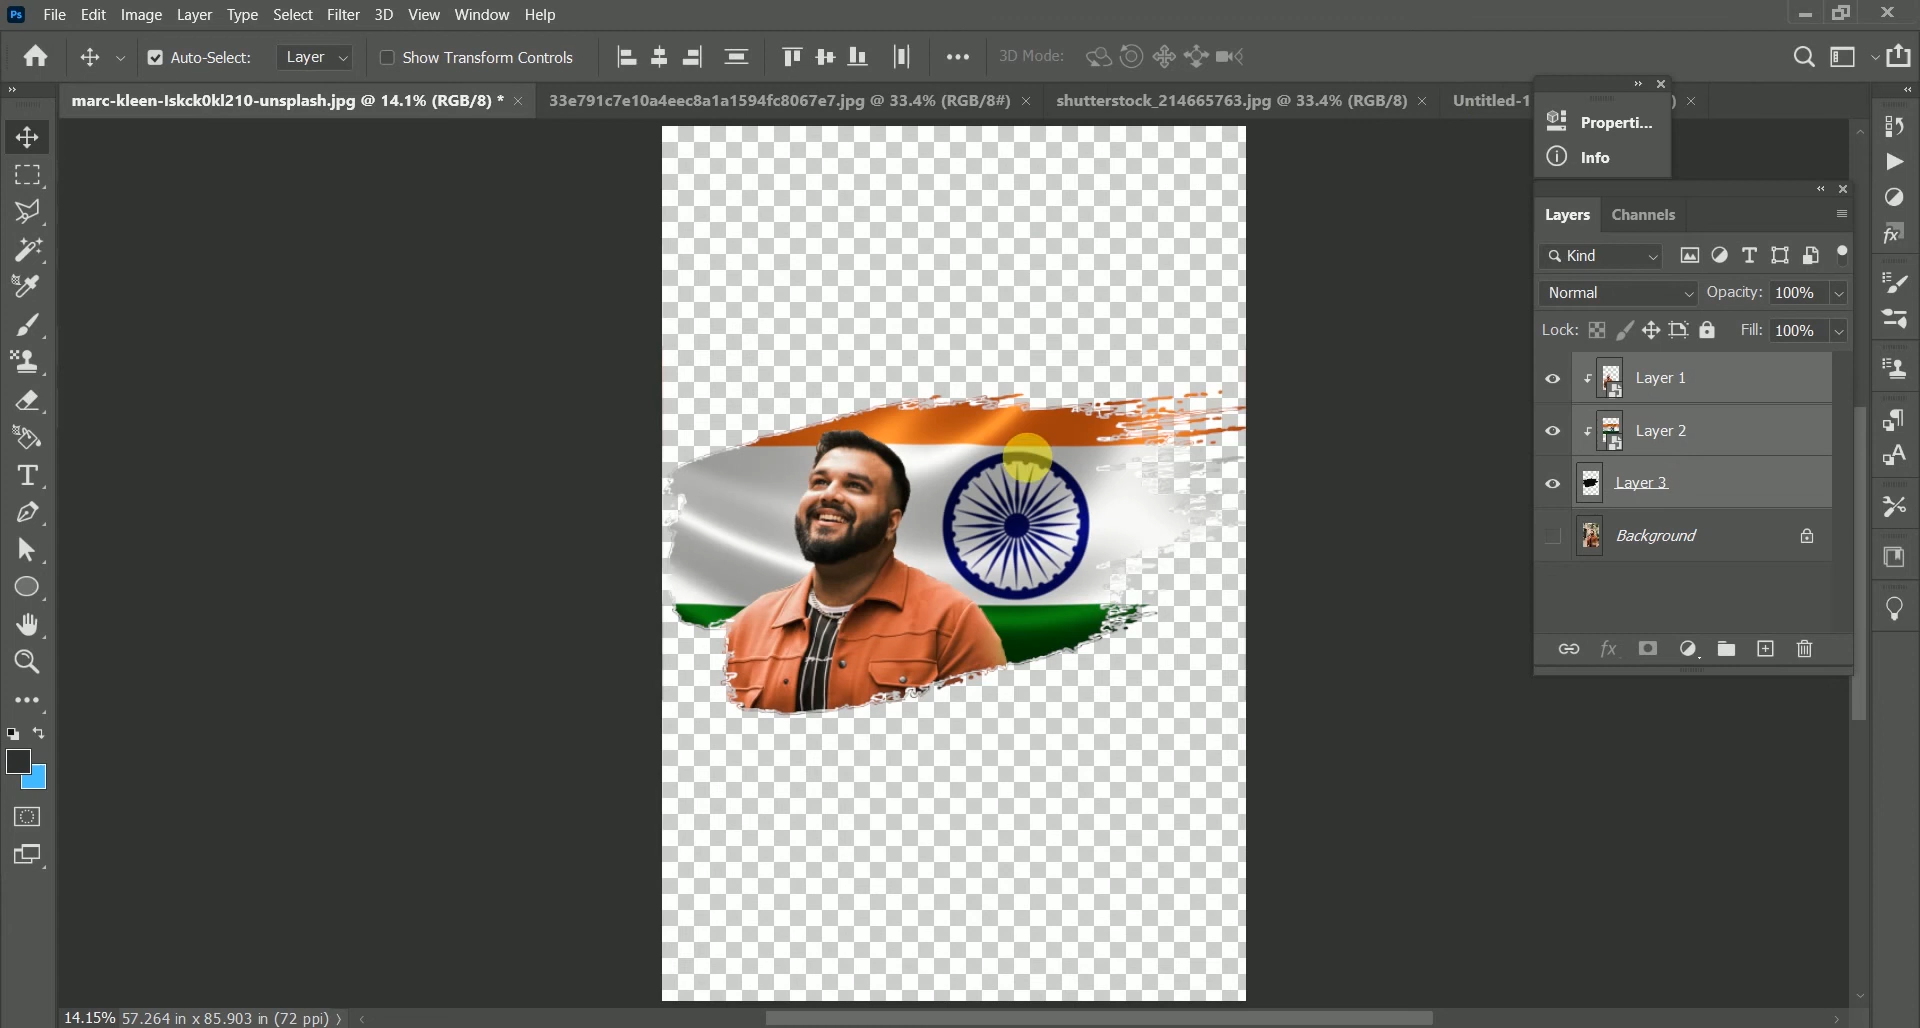 Ps File Edit Image Layer Type Select Filter 3D View Window Help
Auto-Select: Layer Show Transform Controls 3D Mode:
marc-kleen-Iskck0kl210-unsplash.jpg @ 14.1% (RGB/8) * 33e791c7e10a4eec8a1a1594fc8067e7.jpg @ 33.4% (RGB/8#) shutterstock_214665763.jpg @ 33.4% (RGB/8) Untitled-1 )
Properti...
Info
Layers Channels
Kind
Normal Opacity: 100%
Lock: Fill: 100%
Layer 1
Layer 2
Layer 3
Background
14.15% 57.264 in x 85.903 in (72 ppi)